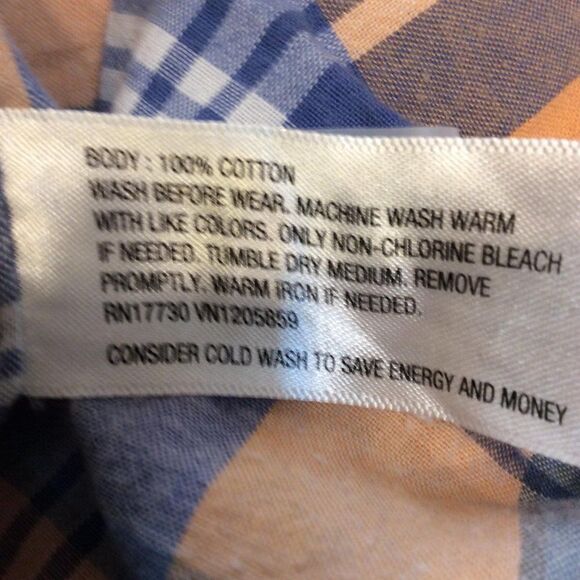 BODY : 100% COTTON
WASH BEFORE WEAR. MACHINE WASH WARM
WITH LIKE COLORS. ONLY NON-CHLORINE BLEACH
IF NEEDED. TUMBLE DRY MEDIUM. REMOVE
PROMPTLY. WARM IRON IF NEEDED.
RN17730 VN1205859
CONSIDER COLD WASH TO SAVE ENERGY AND MONEY